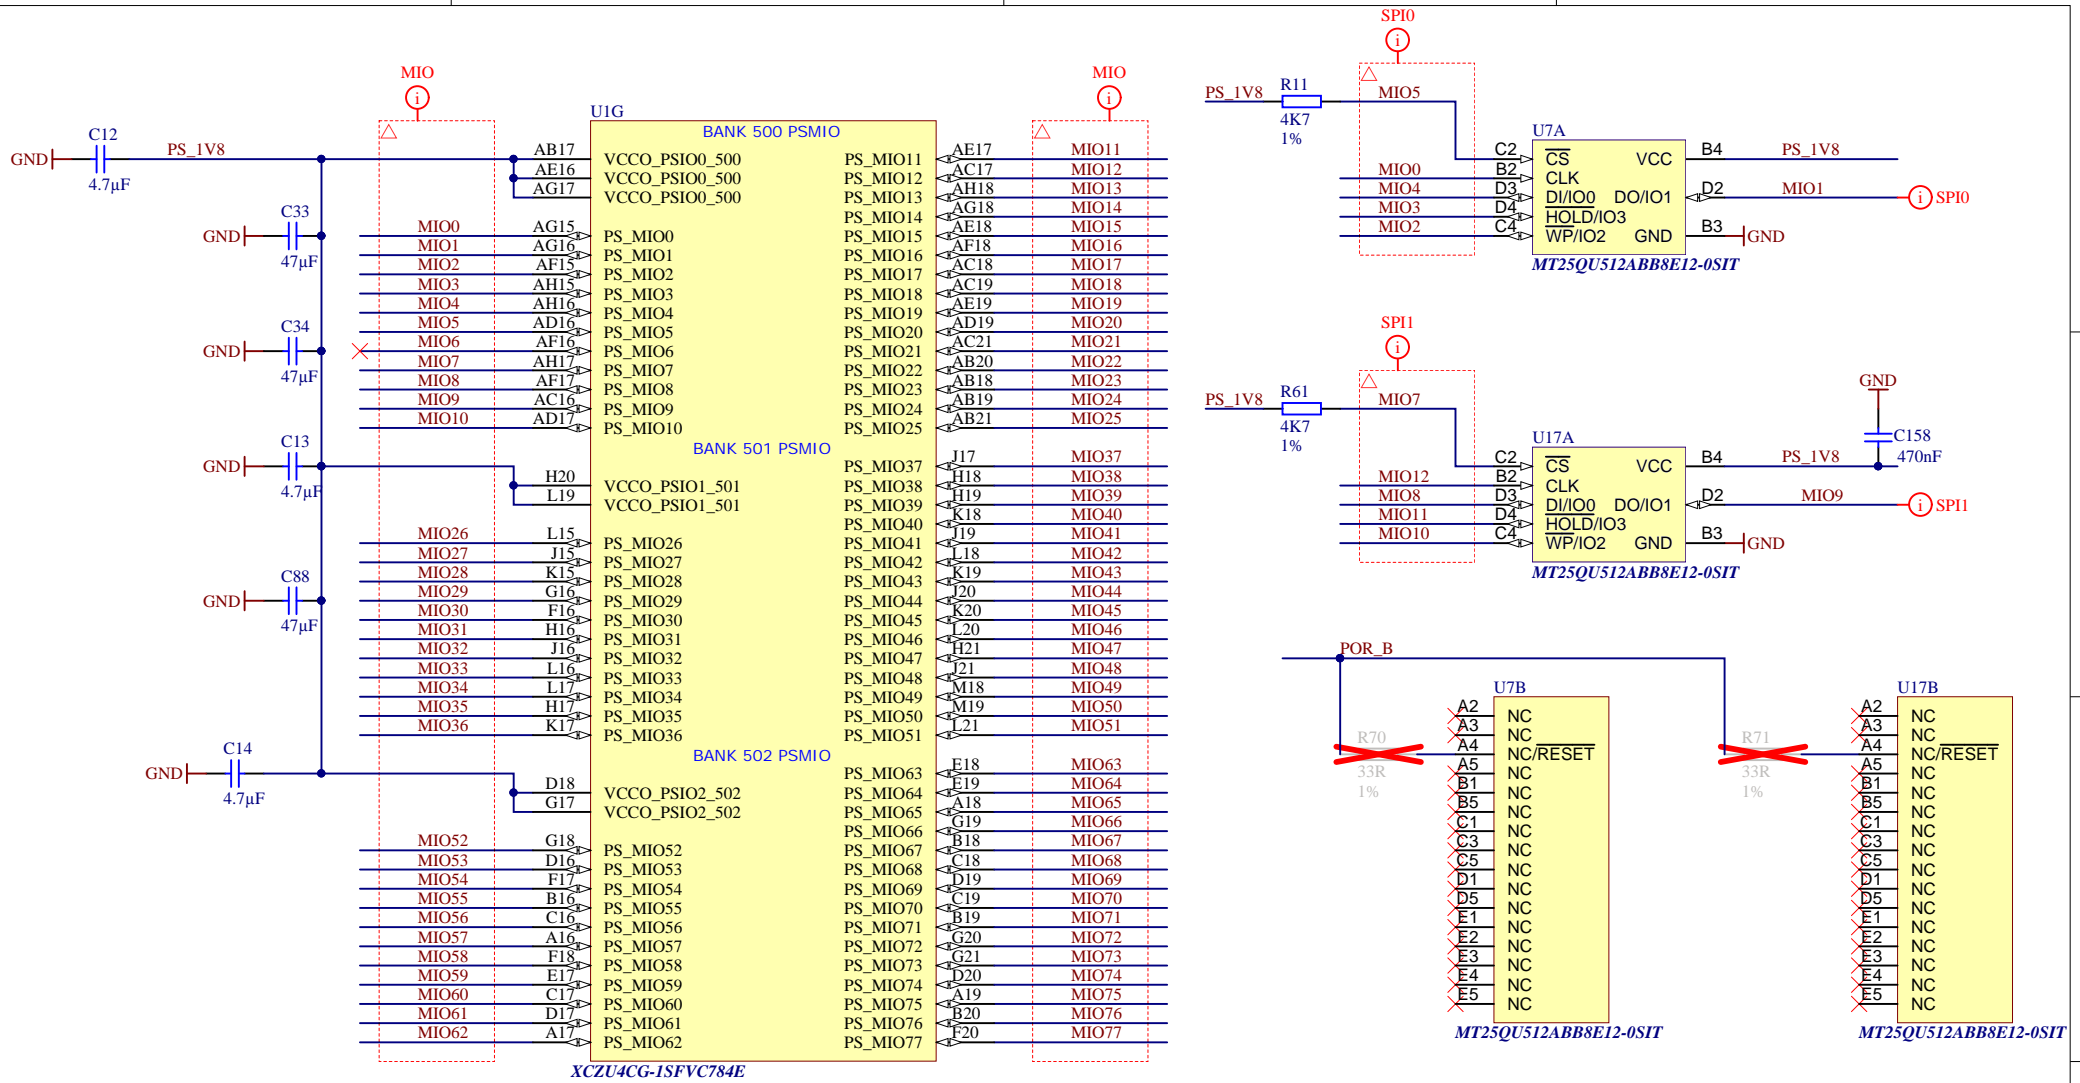 MIO
MIO
C12
GND
4.7µF
PS_1V8
C33
GND
47µF
C34
GND
47µF
C13
GND
4.7µF
C88
GND
47µF
C14
GND
4.7µF
U1G
BANK 500 PSMIO
AB17 VCCO_PSIO0_500
AE16 VCCO_PSIO0_500
AG17 VCCO_PSIO0_500
MIO0 AG15 PS_MIO0
MIO1 AG16 PS_MIO1
MIO2 AF15 PS_MIO2
MIO3 AH15 PS_MIO3
MIO4 AH16 PS_MIO4
MIO5 AD16 PS_MIO5
MIO6 AF16 PS_MIO6
MIO7 AH17 PS_MIO7
MIO8 AF17 PS_MIO8
MIO9 AC16 PS_MIO9
MIO10 AD17 PS_MIO10
PS_MIO11 AE17 MIO11
PS_MIO12 AC17 MIO12
PS_MIO13 AH18 MIO13
PS_MIO14 AG18 MIO14
PS_MIO15 AE18 MIO15
PS_MIO16 AF18 MIO16
PS_MIO17 AC18 MIO17
PS_MIO18 AC19 MIO18
PS_MIO19 AE19 MIO19
PS_MIO20 AD19 MIO20
PS_MIO21 AC21 MIO21
PS_MIO22 AB20 MIO22
PS_MIO23 AB18 MIO23
PS_MIO24 AB19 MIO24
PS_MIO25 AB21 MIO25
BANK 501 PSMIO
H20 VCCO_PSIO1_501
L19 VCCO_PSIO1_501
MIO26 L15 PS_MIO26
MIO27 J15 PS_MIO27
MIO28 K15 PS_MIO28
MIO29 G16 PS_MIO29
MIO30 F16 PS_MIO30
MIO31 H16 PS_MIO31
MIO32 J16 PS_MIO32
MIO33 L16 PS_MIO33
MIO34 L17 PS_MIO34
MIO35 H17 PS_MIO35
MIO36 K17 PS_MIO36
PS_MIO37 J17 MIO37
PS_MIO38 H18 MIO38
PS_MIO39 H19 MIO39
PS_MIO40 K18 MIO40
PS_MIO41 J19 MIO41
PS_MIO42 L18 MIO42
PS_MIO43 K19 MIO43
PS_MIO44 J20 MIO44
PS_MIO45 K20 MIO45
PS_MIO46 L20 MIO46
PS_MIO47 H21 MIO47
PS_MIO48 J21 MIO48
PS_MIO49 M18 MIO49
PS_MIO50 M19 MIO50
PS_MIO51 L21 MIO51
BANK 502 PSMIO
D18 VCCO_PSIO2_502
G17 VCCO_PSIO2_502
MIO52 G18 PS_MIO52
MIO53 D16 PS_MIO53
MIO54 F17 PS_MIO54
MIO55 B16 PS_MIO55
MIO56 C16 PS_MIO56
MIO57 A16 PS_MIO57
MIO58 F18 PS_MIO58
MIO59 E17 PS_MIO59
MIO60 C17 PS_MIO60
MIO61 D17 PS_MIO61
MIO62 A17 PS_MIO62
PS_MIO63 E18 MIO63
PS_MIO64 E19 MIO64
PS_MIO65 A18 MIO65
PS_MIO66 G19 MIO66
PS_MIO67 B18 MIO67
PS_MIO68 C18 MIO68
PS_MIO69 D19 MIO69
PS_MIO70 C19 MIO70
PS_MIO71 B19 MIO71
PS_MIO72 G20 MIO72
PS_MIO73 G21 MIO73
PS_MIO74 D20 MIO74
PS_MIO75 A19 MIO75
PS_MIO76 B20 MIO76
PS_MIO77 F20 MIO77
XCZU4CG-1SFVC784E
SPI0
PS_1V8 R11 MIO5
4K7
1%
U7A
C2 CS VCC B4 PS_1V8
MIO0 B2 CLK
MIO4 D3 DI/IO0 DO/IO1 D2 MIO1 SPI0
MIO3 D4 HOLD/IO3
MIO2 C4 WP/IO2 GND B3 GND
MT25QU512ABB8E12-0SIT
SPI1
PS_1V8 R61 MIO7
4K7
1%
GND
C158
470nF
U17A
C2 CS VCC B4 PS_1V8
MIO12 B2 CLK
MIO8 D3 DI/IO0 DO/IO1 D2 MIO9 SPI1
MIO11 D4 HOLD/IO3
MIO10 C4 WP/IO2 GND B3 GND
MT25QU512ABB8E12-0SIT
POR_B
R70
33R
1%
U7B
A2 NC
A3 NC
A4 NC/RESET
A5 NC
B1 NC
B5 NC
C1 NC
C3 NC
C5 NC
D1 NC
D5 NC
E1 NC
E2 NC
E3 NC
E4 NC
E5 NC
MT25QU512ABB8E12-0SIT
R71
33R
1%
U17B
A2 NC
A3 NC
A4 NC/RESET
A5 NC
B1 NC
B5 NC
C1 NC
C3 NC
C5 NC
D1 NC
D5 NC
E1 NC
E2 NC
E3 NC
E4 NC
E5 NC
MT25QU512ABB8E12-0SIT